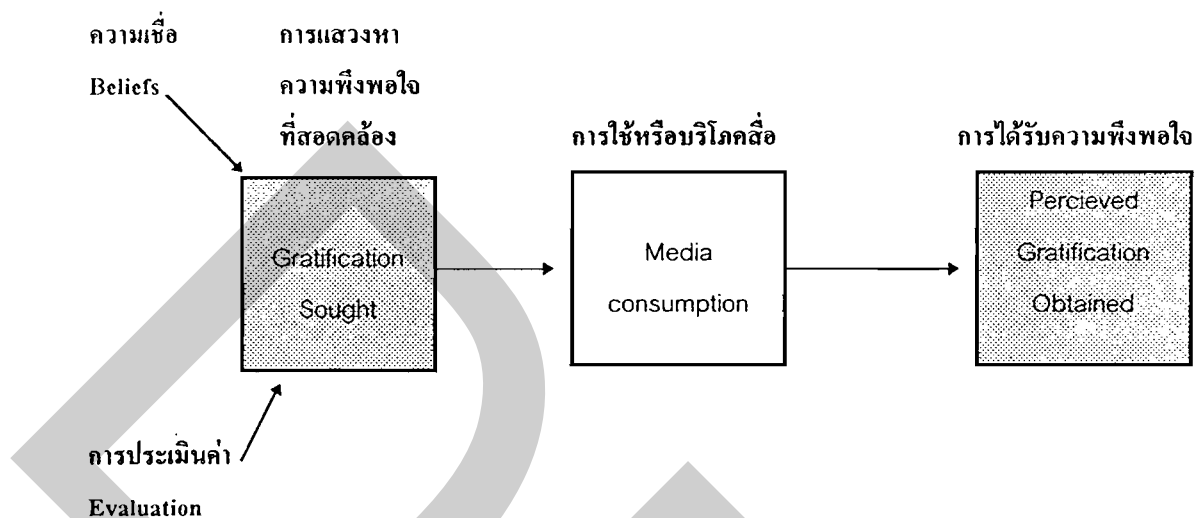 ความเชื่อ
Beliefs
การแสวงหา
ความพึงพอใจ
ที่สอดคล้อง
การใช้หรือบริโภคสื่อ
การได้รับความพึงพอใจ
Gratification
Sought
Media
consumption
Percieved
Gratification
Obtained
การประเมินค่า
Evaluation